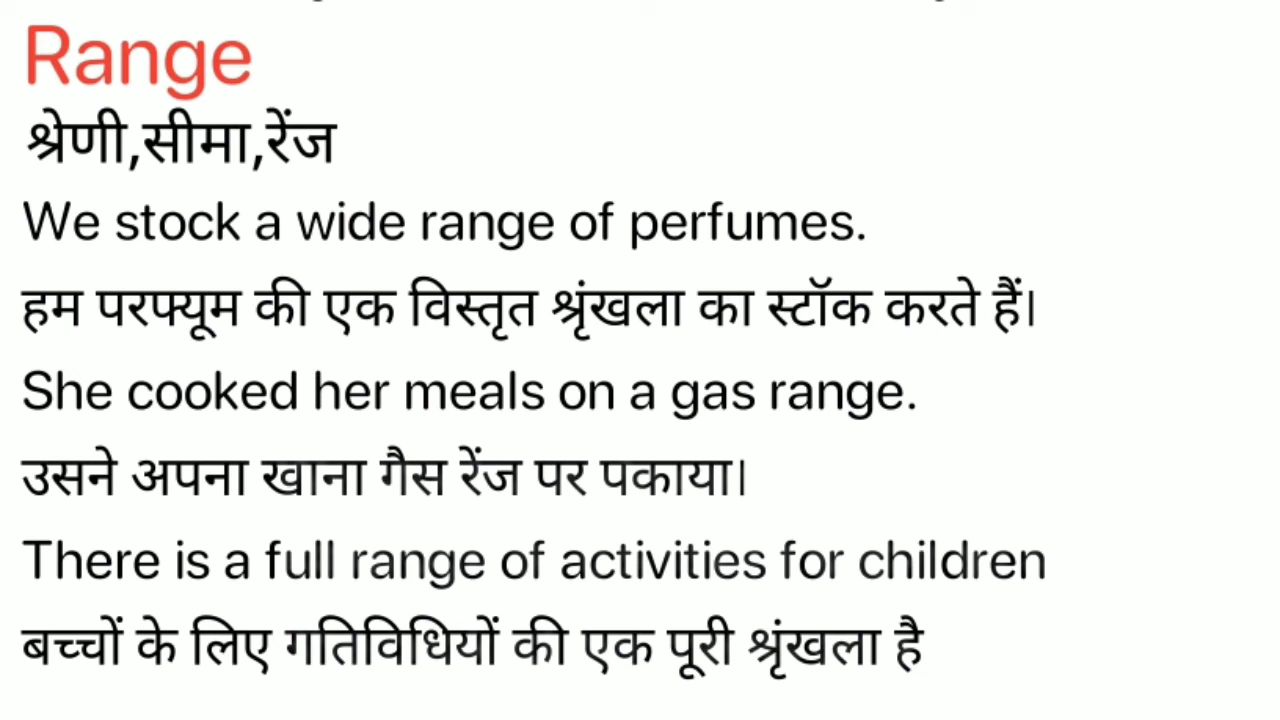 Range
श्रेणी,सीमा,रेंज
We stock a wide range of perfumes.
हम परफ्यूम की एक विस्तृत श्रृंखला का स्टॉक करते हैं।
She cooked her meals on a gas range.
उसने अपना खाना गैस रेंज पर पकाया।
There is a full range of activities for children
बच्चों के लिए गतिविधियों की एक पूरी श्रृंखला है